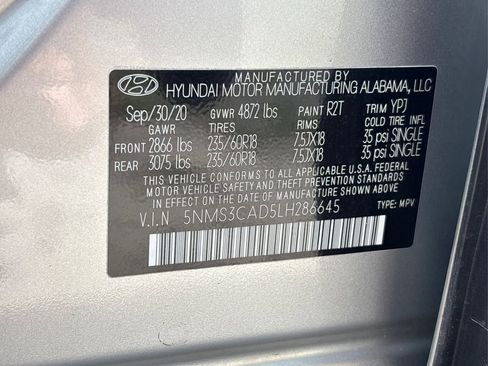 MANUFACTURED BY
HYUNDAI MOTOR MANUFACTURING ALABAMA, LLC
Sep/30/20 GVWR 4872 lbs PAINT R2T TRIM YPJ
GAWR TIRES RIMS COLD TIRE INFL
FRONT 2866 lbs 235/60R18 7.5JX18 35 psi SINGLE
REAR 3075 lbs 235/60R18 7.5JX18 35 psi SINGLE
THIS VEHICLE CONFORMS TO ALL APPLICABLE U.S.A. FEDERAL
MOTOR VEHICLE SAFETY, BUMPER, AND THEFT PREVENTION STANDARDS
IN EFFECT ON THE DATE OF MANUFACTURE SHOWN ABOVE.
V.I.N 5NMS3CAD5LH286645 TYPE: MPV